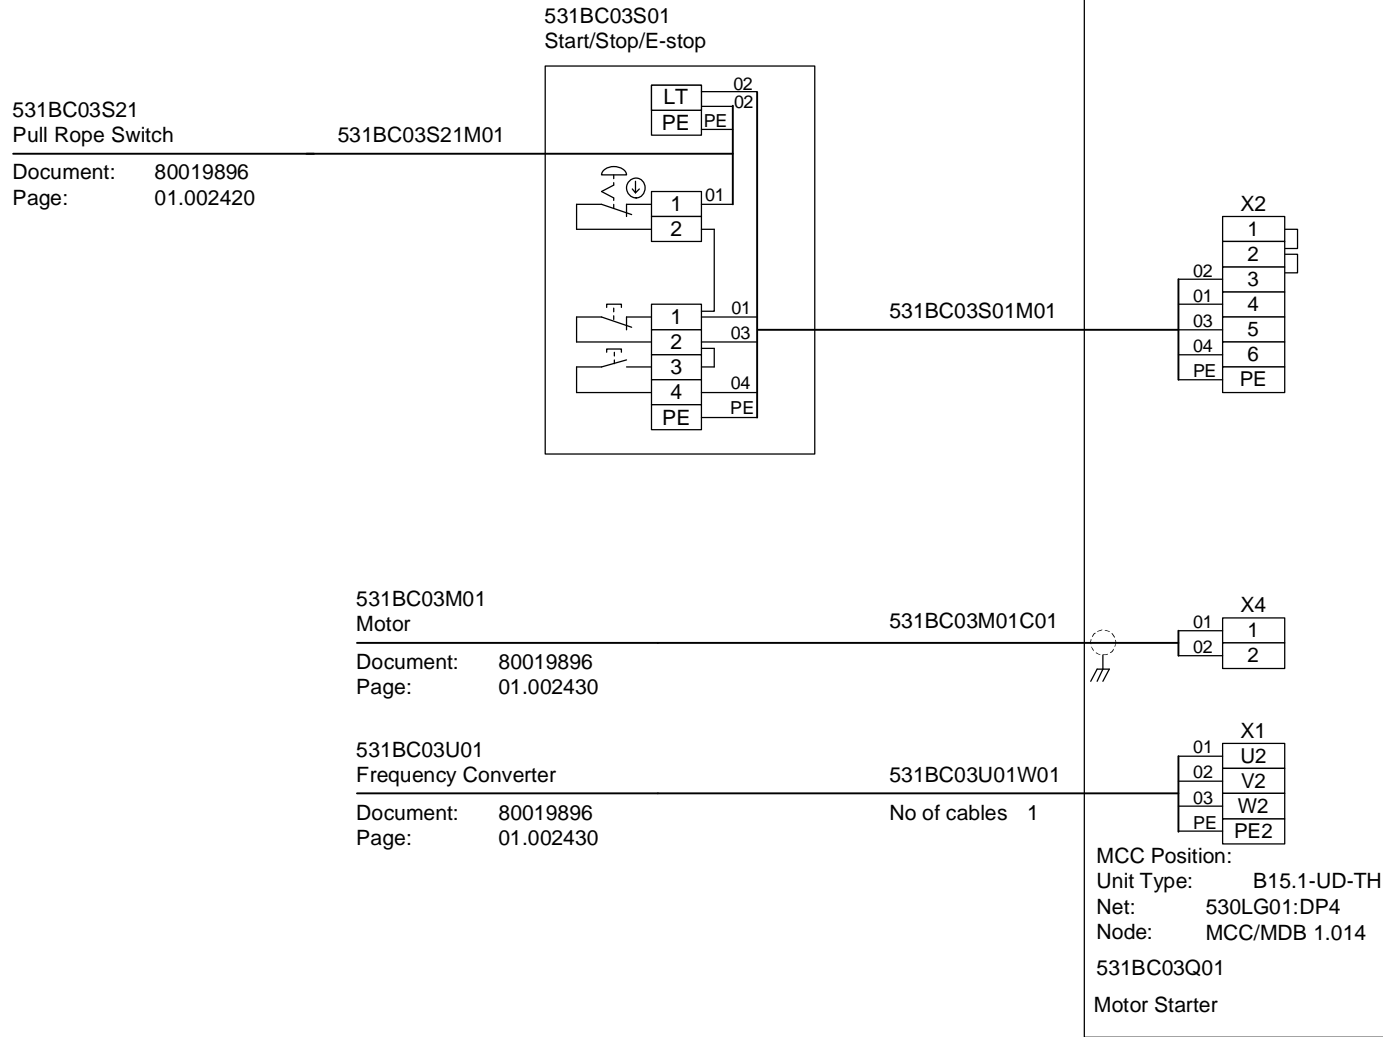 531BC03S01
Start/Stop/E-stop
531BC03S21
Pull Rope Switch
531BC03S21M01
Document: 80019896
Page: 01.002420
LT 02
02
PE PE
1 01
2
1 01
2 03
3
4 04
PE PE
531BC03S01M01
X2
1
2
02 3
01 4
03 5
04 6
PE PE
531BC03M01
Motor
531BC03M01C01
Document: 80019896
Page: 01.002430
X4
01 1
02 2
531BC03U01
Frequency Converter
531BC03U01W01
No of cables 1
Document: 80019896
Page: 01.002430
X1
01 U2
02 V2
03 W2
PE PE2
MCC Position:
Unit Type: B15.1-UD-TH
Net: 530LG01:DP4
Node: MCC/MDB 1.014
531BC03Q01
Motor Starter